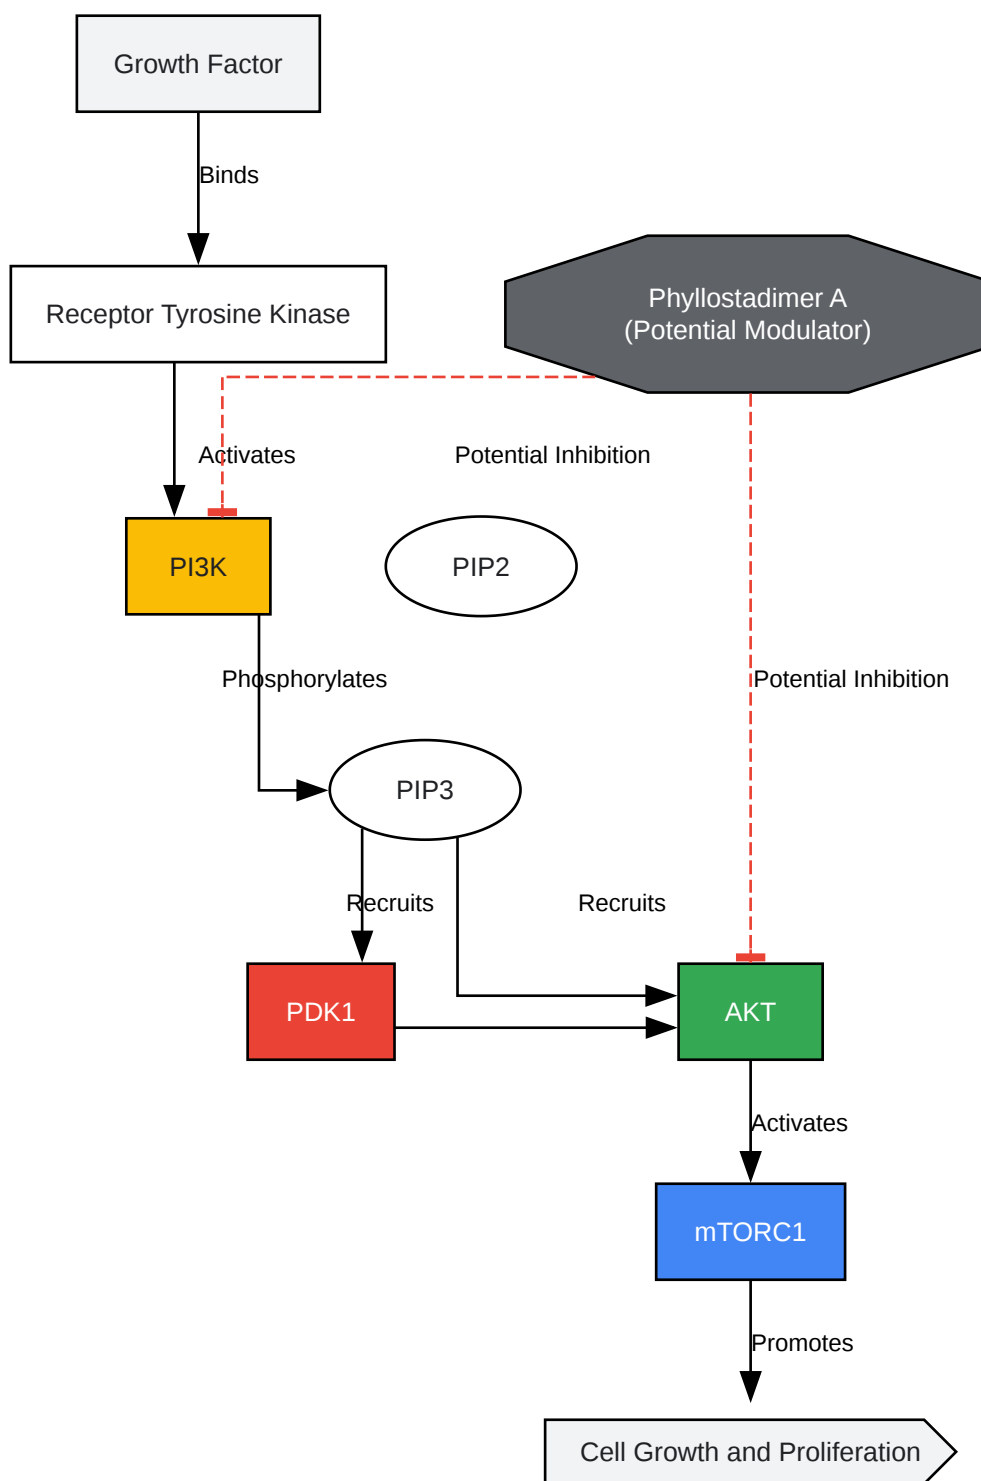 Growth Factor
Binds
Receptor Tyrosine Kinase
Phyllostadimer A
(Potential Modulator)
Activates
Potential Inhibition
PI3K
PIP2
Phosphorylates
Potential Inhibition
PIP3
Recruits
Recruits
PDK1
AKT
Activates
mTORC1
Promotes
Cell Growth and Proliferation